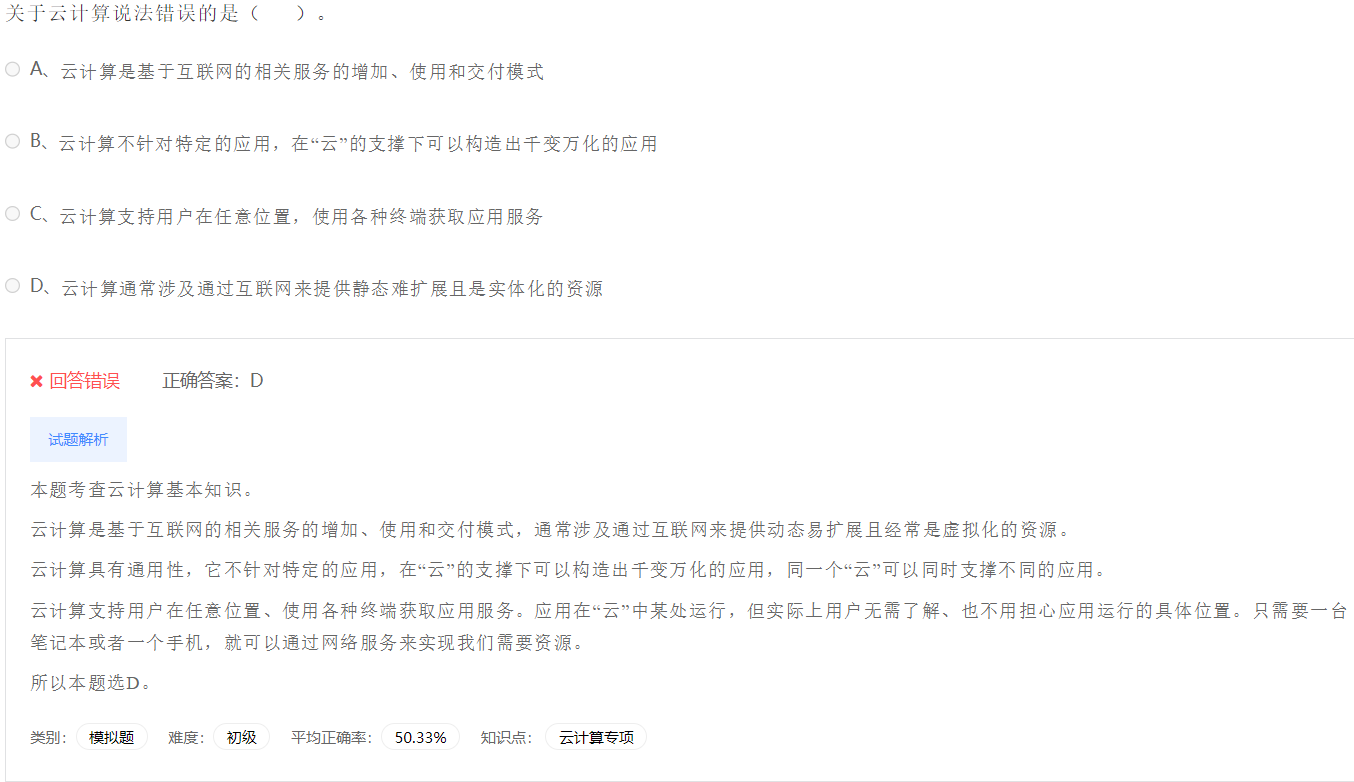 关于云计算说法错误的是（　　）。
A、云计算是基于互联网的相关服务的增加、使用和交付模式
B、云计算不针对特定的应用，在“云”的支撑下可以构造出千变万化的应用
C、云计算支持用户在任意位置，使用各种终端获取应用服务
D、云计算通常涉及通过互联网来提供静态难扩展且是实体化的资源
回答错误 正确答案：D
试题解析
本题考查云计算基本知识。
云计算是基于互联网的相关服务的增加、使用和交付模式，通常涉及通过互联网来提供动态易扩展且经常是虚拟化的资源。
云计算具有通用性，它不针对特定的应用，在“云”的支撑下可以构造出千变万化的应用，同一个“云”可以同时支撑不同的应用。
云计算支持用户在任意位置、使用各种终端获取应用服务。应用在“云”中某处运行，但实际上用户无需了解、也不用担心应用运行的具体位置。只需要一台
笔记本或者一个手机，就可以通过网络服务来实现我们需要资源。
所以本题选D。
类别： 模拟题 难度： 初级 平均正确率： 50.33% 知识点： 云计算专项